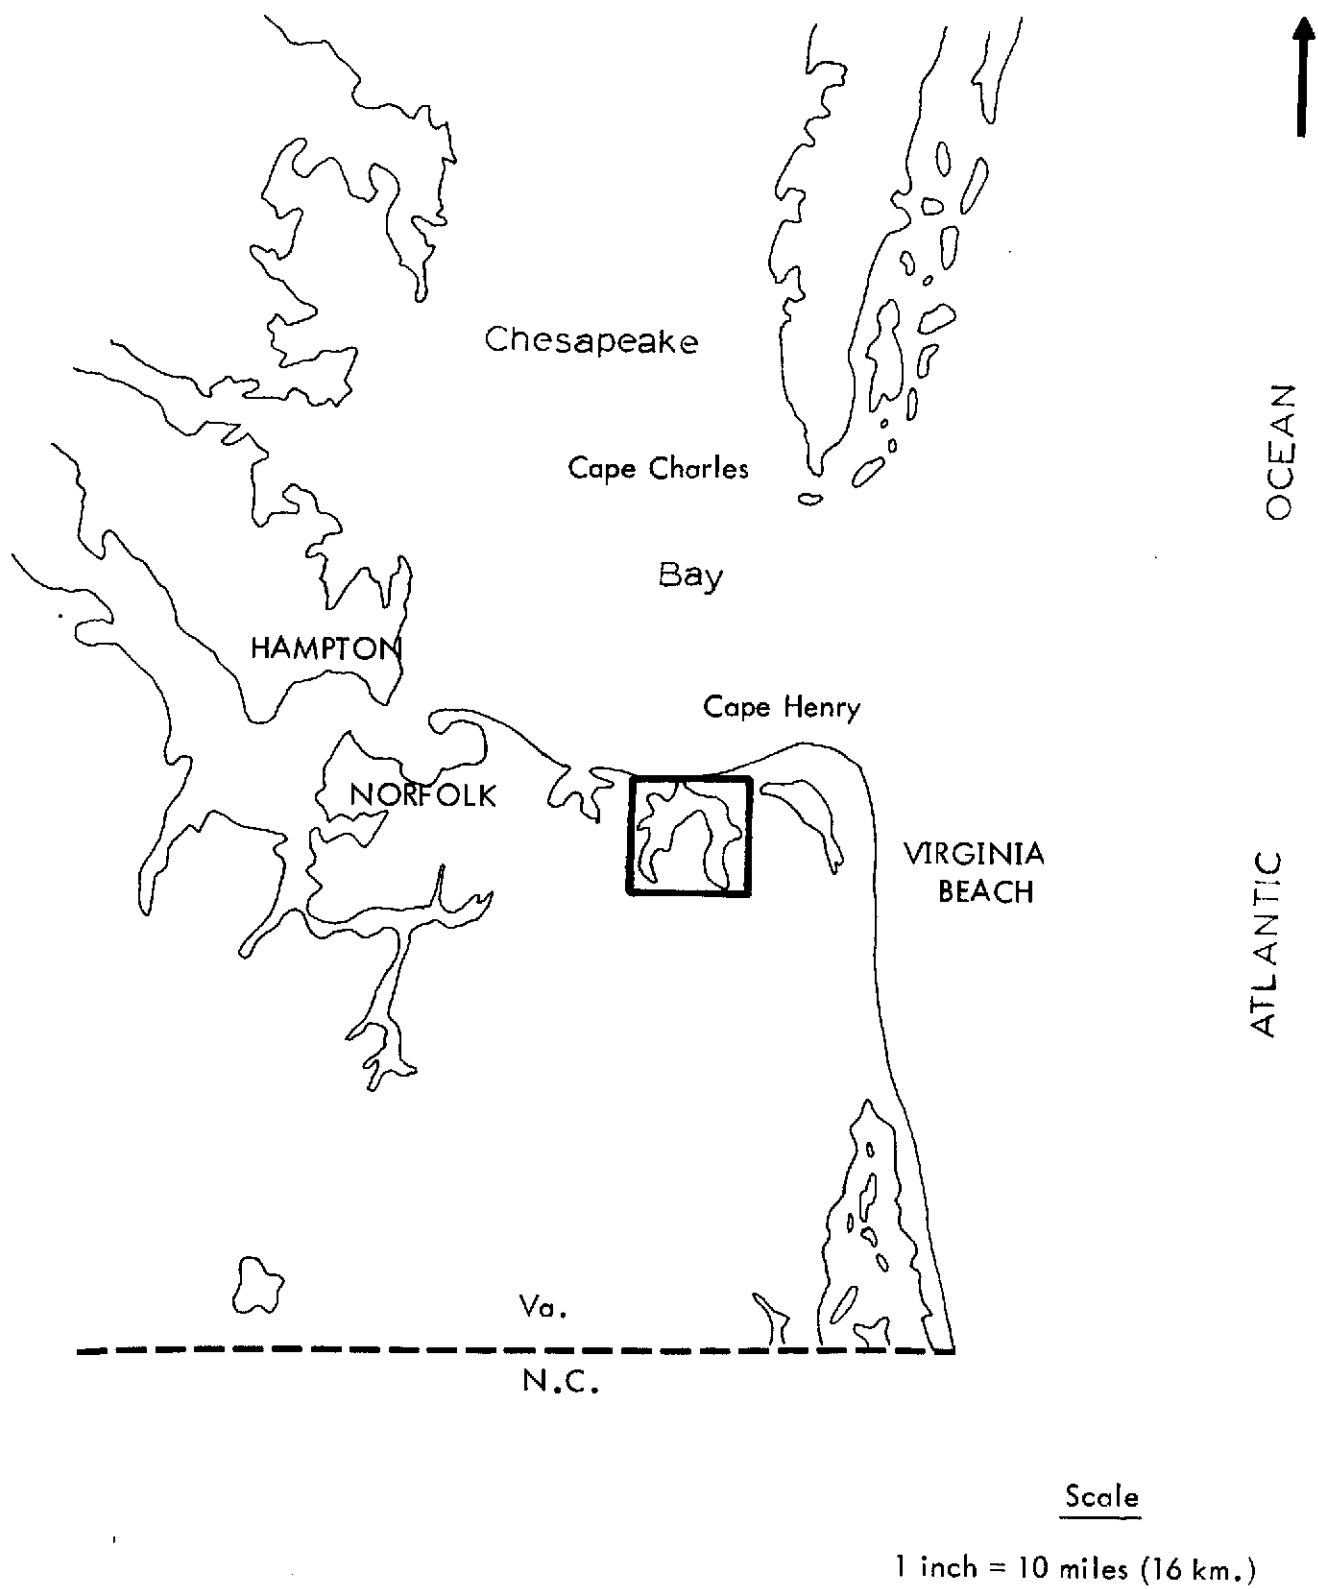 Chesapeake
OCEAN
Cape Charles
Bay
HAMPTON
Cape Henry
NORFOLK
VIRGINIA
BEACH
ATLANTIC
Va.
N.C.
Scale
1 inch = 10 miles (16 km.)